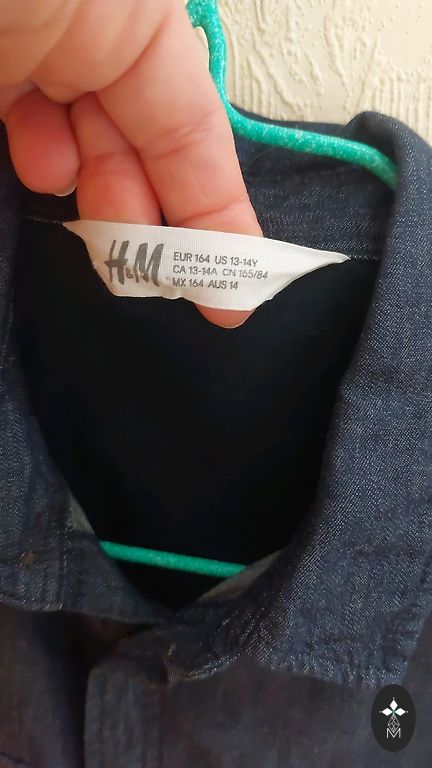 H&M
EUR 164 US 13-14Y
CA 13-14A CN 165/84
MX 164 AUS 14
M